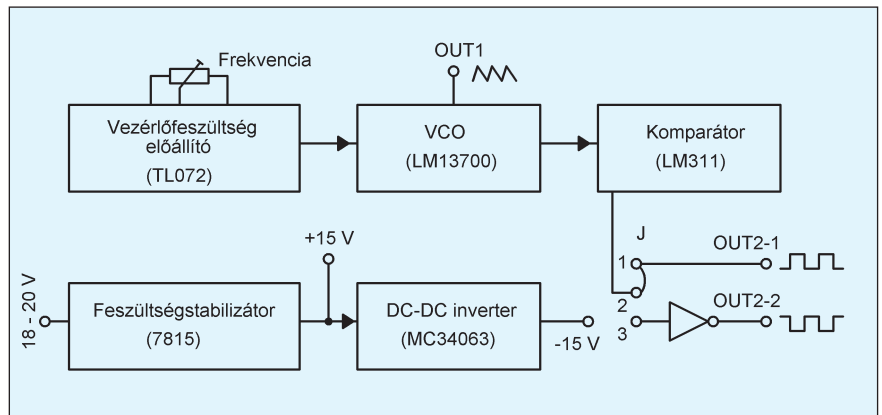 Frekvencia
OUT1
Vezérlőfeszültség
előállító
(TL072)
VCO
(LM13700)
Komparátor
(LM311)
J
+15 V
1
OUT2-1
18 - 20 V
Feszültségstabilizátor
(7815)
DC-DC inverter
(MC34063)
-15 V
2
OUT2-2
3